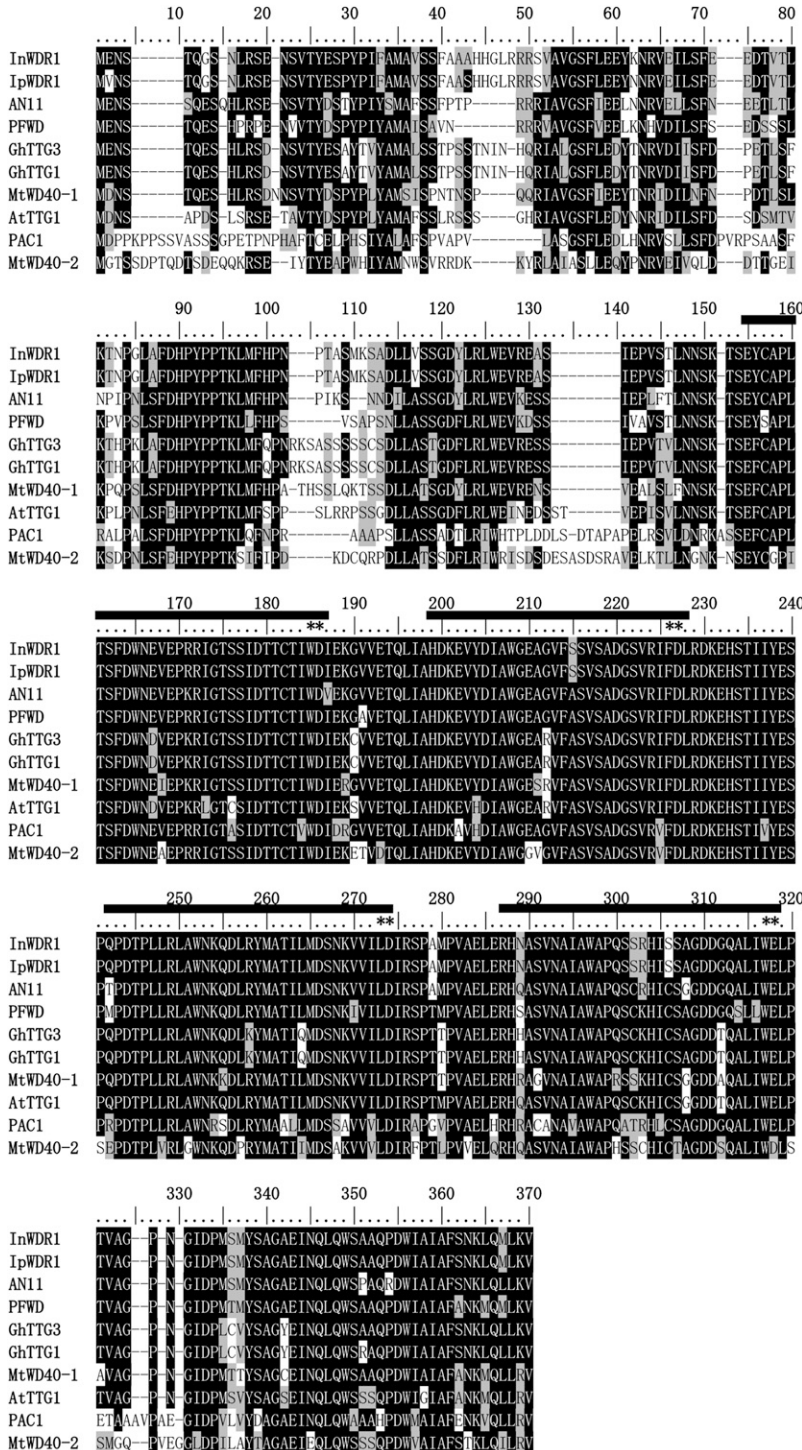 10 20 30 40 50 60 70 80
InWDR1 MENS------TQGS-NLRSE-NSVTYESPYPIFAMAVSSFAAAHHGLRRRSVAVGSFLEEYKNRVEILSFE---EDTVTL
IpWDR1 MVNS------TQGS-NLRSE-NSVTYESPYPIYAMAFSSFAASHHGLRRRSVAVGSFLEEYTNRVEILSFE---EDTVTL
AN11 MENS------SQESQHLRSE-NSVTYDSTYPIYSMAFSSFPTP-----RRRIAVGSFIEELNNRVELLSFN---EETLTL
PFWD MENS------TQES-HPRPE-NVVTYDSPYPIYAMAISAVN-------RRRVAVGSFVEELKNHVDILSFS---EDSSSL
GhTTG3 MENS------TQES-HLRSD-NSVTYESAYTVYAMALSSTPSSTNIN-HQRIALGSFLEDYTNRVDIISFD---PETLSF
GhTTG1 MENS------TQES-HLRSD-NSVTYESAYTVYAMALSSTPSSTNIN-HQRIALGSFLEDYTNRVDIISFD---PETLSF
MtWD40-1 MDNS------TQES-HLRSDNNSVTYDSPYPLYAMSISPNTNSP----QQRIAVGSFIEEYTNRIDILNFN---PDTLSL
AtTTG1 MDNS------APDS-LSRSE-TAVTYDSPYPLYAMAFSSLRSSS----GHRIAVGSFLEDYNNRIDILSFD---SDSMTV
PAC1 MDPPKPPSSVASSSGPETPNPHAFTCELPHSIYALAFSPVAPV--------LASGSFLEDLHNRVSLLSFDPVRPSAASF
MtWD40-2 MGTSSDPTQDTSDEQQKRSE---IYTYEAPWHIYAMNWSVRRDK-----KYRLAIASLLEQYPNRVEIVQLD---DTTGEI
90 100 110 120 130 140 150 160
InWDR1 KTNPGLAFDHPYPPTKLMFHPN---PTASMKSADLLVSSGDYLRLWEVREAS--------IEPVSTLNNSK-TSEYCAPL
IpWDR1 KTNPGLAFDHPYPPTKLMFHPN---PTASMKSADLLVSSGDYLRLWEVREAS--------IEPVSTLNNSK-TSEYCAPL
AN11 NPIPNLSFDHPYPPTKLMFHPN---PIKS--NNDILASSGDYLRLWEVKESS--------IEPLFTLNNSK-TSEYCAPL
PFWD KPVPSLSFDHPYPPTKLLFHPS-----VSAPSNLLASSGDYLRLWEVKDSS--------IVAVSTLNNSK-TSEYSAPL
GhTTG3 KTHPKLAFDHPYPPTKLMFQPNRKSASSSSSCSDLLASSGDFLRLWEVRESS--------IEPVTVLNNSK-TSEFCAPL
GhTTG1 KTHPKLAFDHPYPPTKLMFQPNRKSASSSSSCSDLLASTGDFLRLWEVRESS--------IEPVTVLNNSK-TSEFCAPL
MtWD40-1 KPQPSLSFDHPYPPTKLMFHPA-THSSLQKTSSDLLATSGDYLRLWEVRENS--------VEALSLFNNSK-TSEFCAPL
AtTTG1 KPLPNLSFEHPYPPTKLMFSPP---SLRRPSSGDLLASSGDFLRLWEINEDSST------VEPISVLNNSK-TSEFCAPL
PAC1 RALPALSFDHPYPPTKLQFNPR------AAAPSLLASSADTLRIWHTPLDDLS-DTAPAPELRSVLDNRKASSEFCAPL
MtWD40-2 KSDPNLSFEHPYPPTKSIFIPD-----KDCQRPDLLATSSDFLRIWRISDSDESASDSRAVELKTLLNGNK-NSEYCGPI
170 180 190 200 210 220 230 240
** **
InWDR1 TSFDWNEVEPRRIGTSSIDTTCTIWDIEKGVVETQLIAHDKEVYDIAWGEAGVFSSVSADGSVRIFDLRDKEHSTIIYES
IpWDR1 TSFDWNEVEPRRIGTSSIDTTCTIWDIEKGVVETQLIAHDKEVYDIAWGEAGVFSSVSADGSVRIFDLRDKEHSTIIYES
AN11 TSFDWNEVEPRRIGTSSIDTTCTIWDVEKGVVETQLIAHDKEVYDIAWGEAGVFASVSADGSVRIFDLRDKEHSTIIYES
PFWD TSFDWNEVEPRRIGTSSIDTTCTIWDIEKGAVETQLIAHDKEVYDIAWGEAGVFASVSADGSVRIFDLRDKEHSTIIYES
GhTTG3 TSFDWNDVEPKRIGTSSIDTTCTIWDIEKCVVETQLIAHDKEVYDIAWGEARVFASVSADGSVRIFDLRDKEHSTIIYES
GhTTG1 TSFDWNDVEPKRIGTSSIDTTCTIWDIEKCVVETQLIAHDKEVYDIAWGEARVFASVSADGSVRIFDLRDKEHSTIIYES
MtWD40-1 TSFDWNEIEPKRIGTSSIDTTCTIWDIERGVVETQLIAHDKEVYDIAWGESRVFASVSADGSVRIFDLRDKEHSTIIYES
AtTTG1 TSFDWNDVEPKRLGTCSIDTTCTIWDIEKSVVETQLIAHDKEVHDIAWGEARVFASVSADGSVRIFDLRDKEHSTIIYES
PAC1 TSFDWNEVEPRRIGTASIDTTCTVWDIDRGVVETQLIAHDKAVHDIAWGEAGVFASVSADGSVRVFDLRDKEHSTIVYES
MtWD40-2 TSFDWNEAEPRRIGTSSIDTTCTIWDIEKETVDTQLIAHDKEVYDIAWGGVGVFASVSADGSVRVFDLRDKEHSTIIYES
250 260 270 280 290 300 310 320
** **
InWDR1 PQPDTPLLRLAWNKQDLRYMATILMDSNKVVILDIRSPAMPVAELERHNASVNAIAWAPQSSRHISSAGDDGQALIWELP
IpWDR1 PQPDTPLLRLAWNKQDLRYMATILMDSNKVVILDIRSPAMPVAELERHNASVNAIAWAPQSSRHISSAGDDGQALIWELP
AN11 PTPDTPLLRLAWNKQDLRYMATILMDSNKVVILDIRSPAMPVAELERHQASVNAIAWAPQSCRHICSGGDDGQALIWELP
PFWD PMPDTPLLRLAWNKQDLRYMATILMDSNKIVILDIRSPTMPVAELERHSASVNAIAWAPQSCKHICSAGDDGQSLLWELP
GhTTG3 PQPDTPLLRLAWNKQDLKYMATIQMDSNKVVILDIRSPTTPVAELERHHASVNAIAWAPQSCKHICSAGDDTQALIWELP
GhTTG1 PQPDTPLLRLAWNKQDLKYMATIQMDSNKVVILDIRSPTTPVAELERHHASVNAIAWAPQSCKHICSAGDDTQALIWELP
MtWD40-1 PQPDTPLLRLAWNKKDLRYMATILMDSNKVVILDIRSPTMPVAELERHRAGVNAIAWAPRSSKHICSGGDDAQALIWELP
AtTTG1 PQPDTPLLRLAWNKQDLRYMATILMDSNKVVILDIRSPTMPVAELERHQASVNAIAWAPQSCKHICSGGDDTQALIWELP
PAC1 PRPDTPLLRLAWNRSDLRYMAALLMDSSAVVVLDIRAPGVPVAELHRHRACANAVAWAPQATRHLCSAGDDGQALIWELP
MtWD40-2 SEPDTPLVRLGWNKQDPRYMATIIMDSAKVVVLDIRFPTLPVVELQRHQASVNAIAWAPHSSCHICTAGDDSQALIWDLS
330 340 350 360 370
InWDR1 TVAG--P-N-GIDPMSMYSAGAEINQLQWSAAQPDWIAIAFSNKLQMLKV
IpWDR1 TVAG--P-N-GIDPMSMYSAGAEINQLQWSAAQPDWIAIAFSNKLQMLKV
AN11 TVAG--P-N-GIDPMSMYSAGAEINQLQWSPAQRDWIAIAFSNKLQLLKV
PFWD TVAG--P-N-GIDPMTMYSAGAEINQLQWSAAQPDWIAIAFANKMQMLKV
GhTTG3 TVAG--P-N-GIDPLCVYSAGYEINQLQWSAAQPDWIAIAFSNKLQLLKV
GhTTG1 TVAG--P-N-GIDPLCVYSAGYEINQLQWSRAQPDWIAIAFSNKLQLLKV
MtWD40-1 AVAG--P-N-GIDPMTTYSAGCEINQLQWSAAQPDWIAIAFANKMQLLRV
AtTTG1 TVAG--P-N-GIDPMSVYSAGSEINQLQWSSSQPDWIGIAFANKMQLLRV
PAC1 ETAAAVPAE-GIDPVLVYDAGAEINQLQWAAAHPDWMAIAFENKVQLLRV
MtWD40-2 SMGQ--PVEGGLDPILAYTAGAEIEQLQWSSSQPDWVAIAFSTKLQILRV